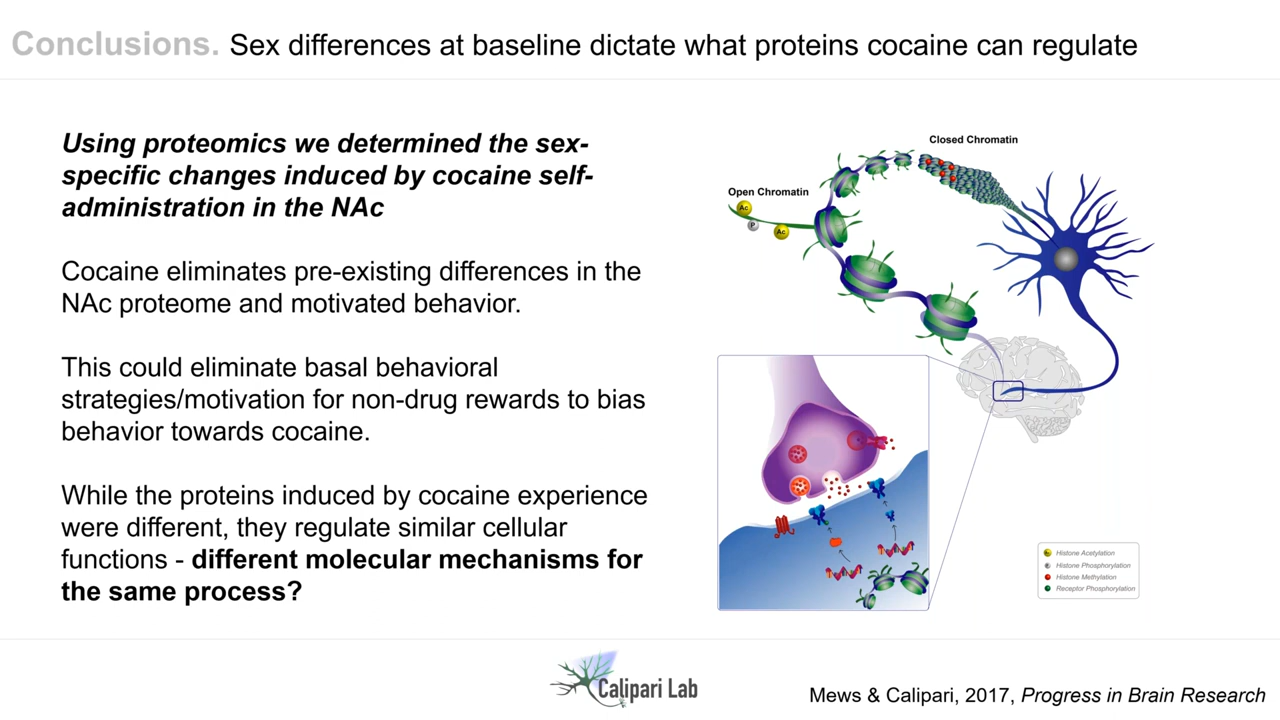 Conclusions. Sex differences at baseline dictate what proteins cocaine can regulate
Using proteomics we determined the sex-
specific changes induced by cocaine self-
administration in the NAc
Cocaine eliminates pre-existing differences in the
NAc proteome and motivated behavior.
This could eliminate basal behavioral
strategies/motivation for non-drug rewards to bias
behavior towards cocaine.
While the proteins induced by cocaine experience
were different, they regulate similar cellular
functions - different molecular mechanisms for
the same process?
Closed Chromatin
Open Chromatin
Ac
P
Ac
Histone Acetylation
Histone Phosphorylation
Histone Methylation
Receptor Phosphorylation
Calipari Lab
Mews & Calipari, 2017, Progress in Brain Research